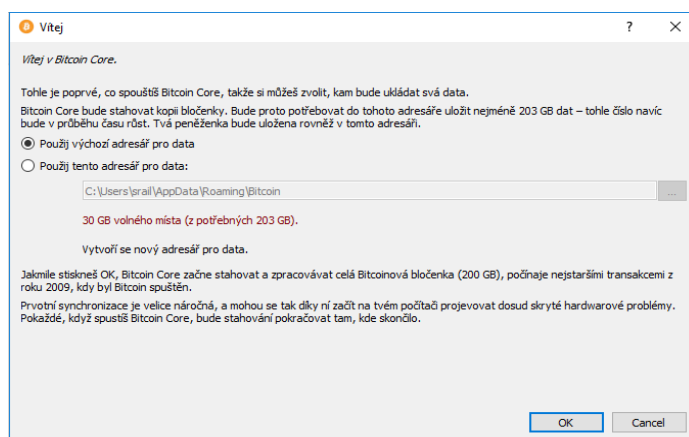 Vítej
Vítej v Bitcoin Core.
Tohle je poprvé, co spouštíš Bitcoin Core, takže si můžeš zvolit, kam bude ukládat svá data.
Bitcoin Core bude stahovat kopii bločenky. Bude proto potřebovat do tohoto adresáře uložit nejméně 203 GB dat – tohle číslo navíc
bude v průběhu času růst. Tvá peněženka bude uložena rovněž v tomto adresáři.
Použij výchozí adresář pro data
Použij tento adresář pro data:
C:\Users\srail\AppData\Roaming\Bitcoin
...
30 GB volného místa (z potřebných 203 GB).
Vytvoří se nový adresář pro data.
Jakmile stiskneš OK, Bitcoin Core začne stahovat a zpracovávat celá Bitcoinová bločenka (200 GB), počínaje nejstaršími transakcemi z
roku 2009, kdy byl Bitcoin spuštěn.
Prvotní synchronizace je velice náročná, a mohou se tak díky ní začít na tvém počítači projevovat dosud skryté hardwarové problémy.
Pokaždé, když spustíš Bitcoin Core, bude stahování pokračovat tam, kde skončilo.
OK
Cancel